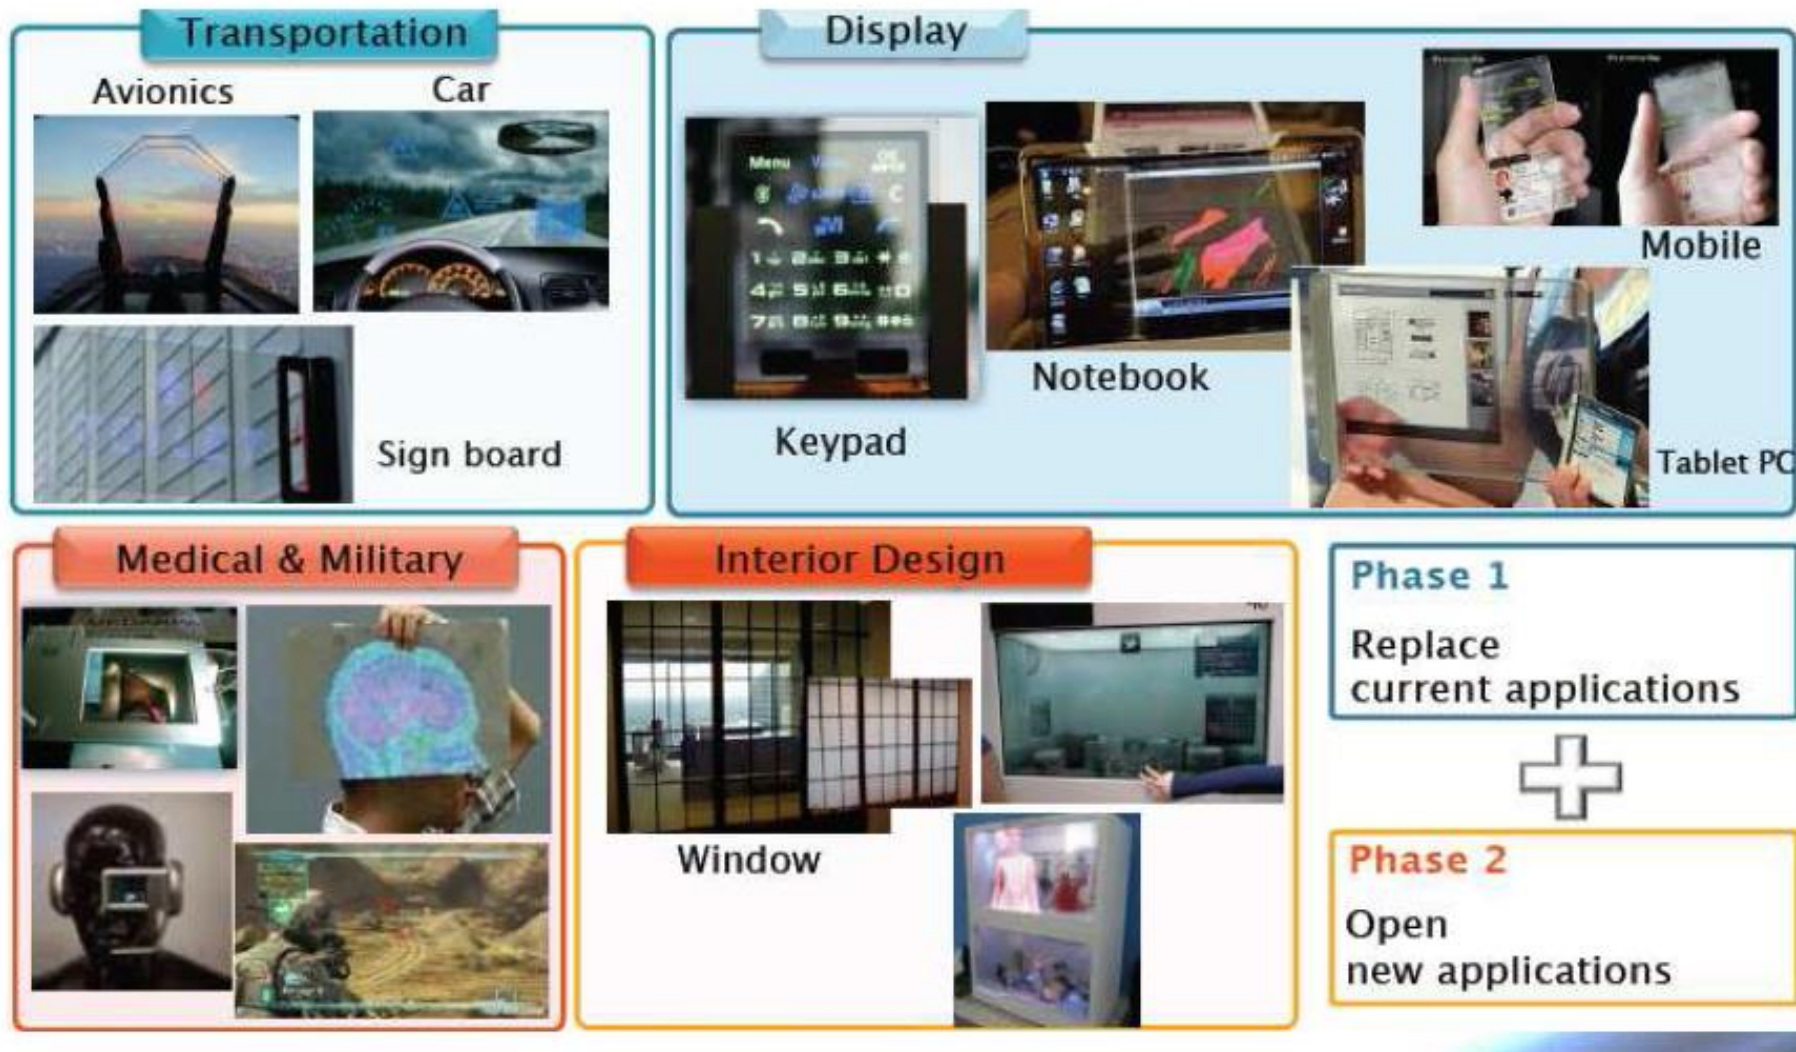 Transportation
Avionics
Car
Sign board
Display
Menu
C
Keypad
Notebook
Mobile
Tablet PC
Medical & Military
Interior Design
Window
Phase 1
Replace
current applications
Phase 2
Open
new applications